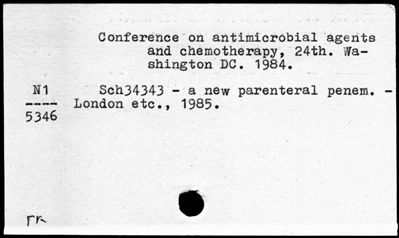 Conference on antimicrobial agents
and chemotherapy, 24th. Wa-
shington DC. 1984.
N1 Sch34343 - a new parenteral penem. -
---- London etc., 1985.
5346